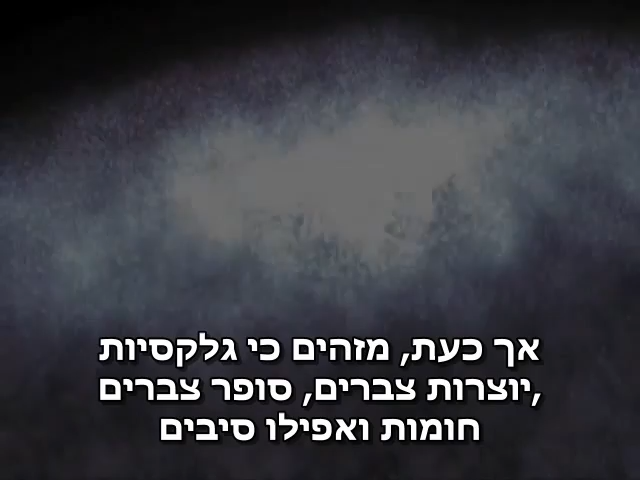 אך כעת, מזהים כי גלקסיות
יוצרות צברים, סופר צברים,
חומות ואפילו סיבים